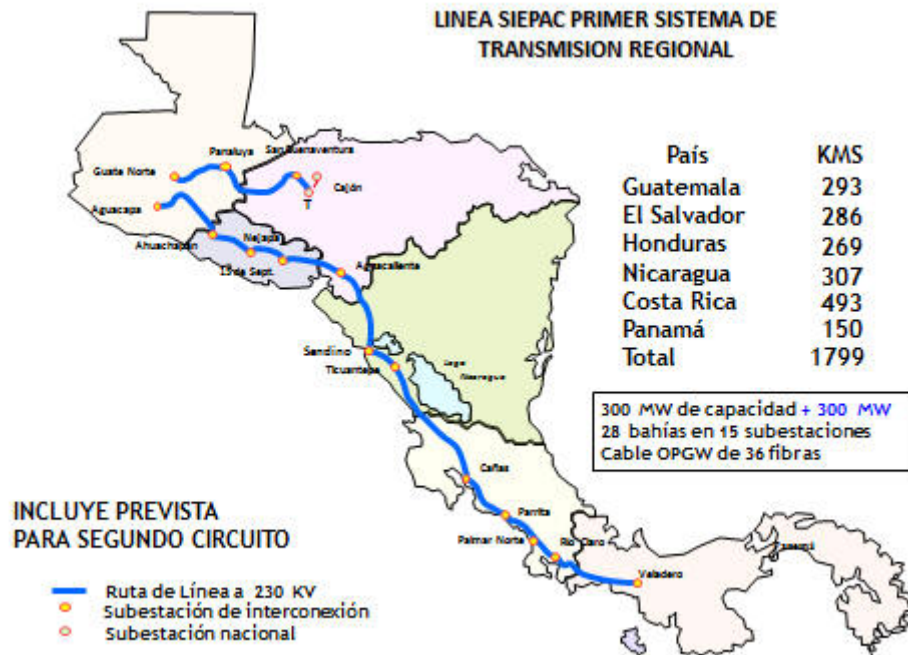 LINEA SIEPAC PRIMER SISTEMA DE
TRANSMISION REGIONAL
Panaluya
San Buenaventura
Guate Norte
Cajón
T
Aguacapa
Ahuachapán
Nejapa
15 de Sept.
Aguacaliente
Sandino
Ticuantepe
Lago
Nicaragua
Cañas
Parrita
Palmar Norte
Rio Claro
Veladero
Panamá
País KMS
Guatemala 293
El Salvador 286
Honduras 269
Nicaragua 307
Costa Rica 493
Panamá 150
Total 1799
300 MW de capacidad + 300 MW
28 bahías en 15 subestaciones
Cable OPGW de 36 fibras
INCLUYE PREVISTA
PARA SEGUNDO CIRCUITO
Ruta de Línea a 230 KV
Subestación de interconexión
Subestación nacional